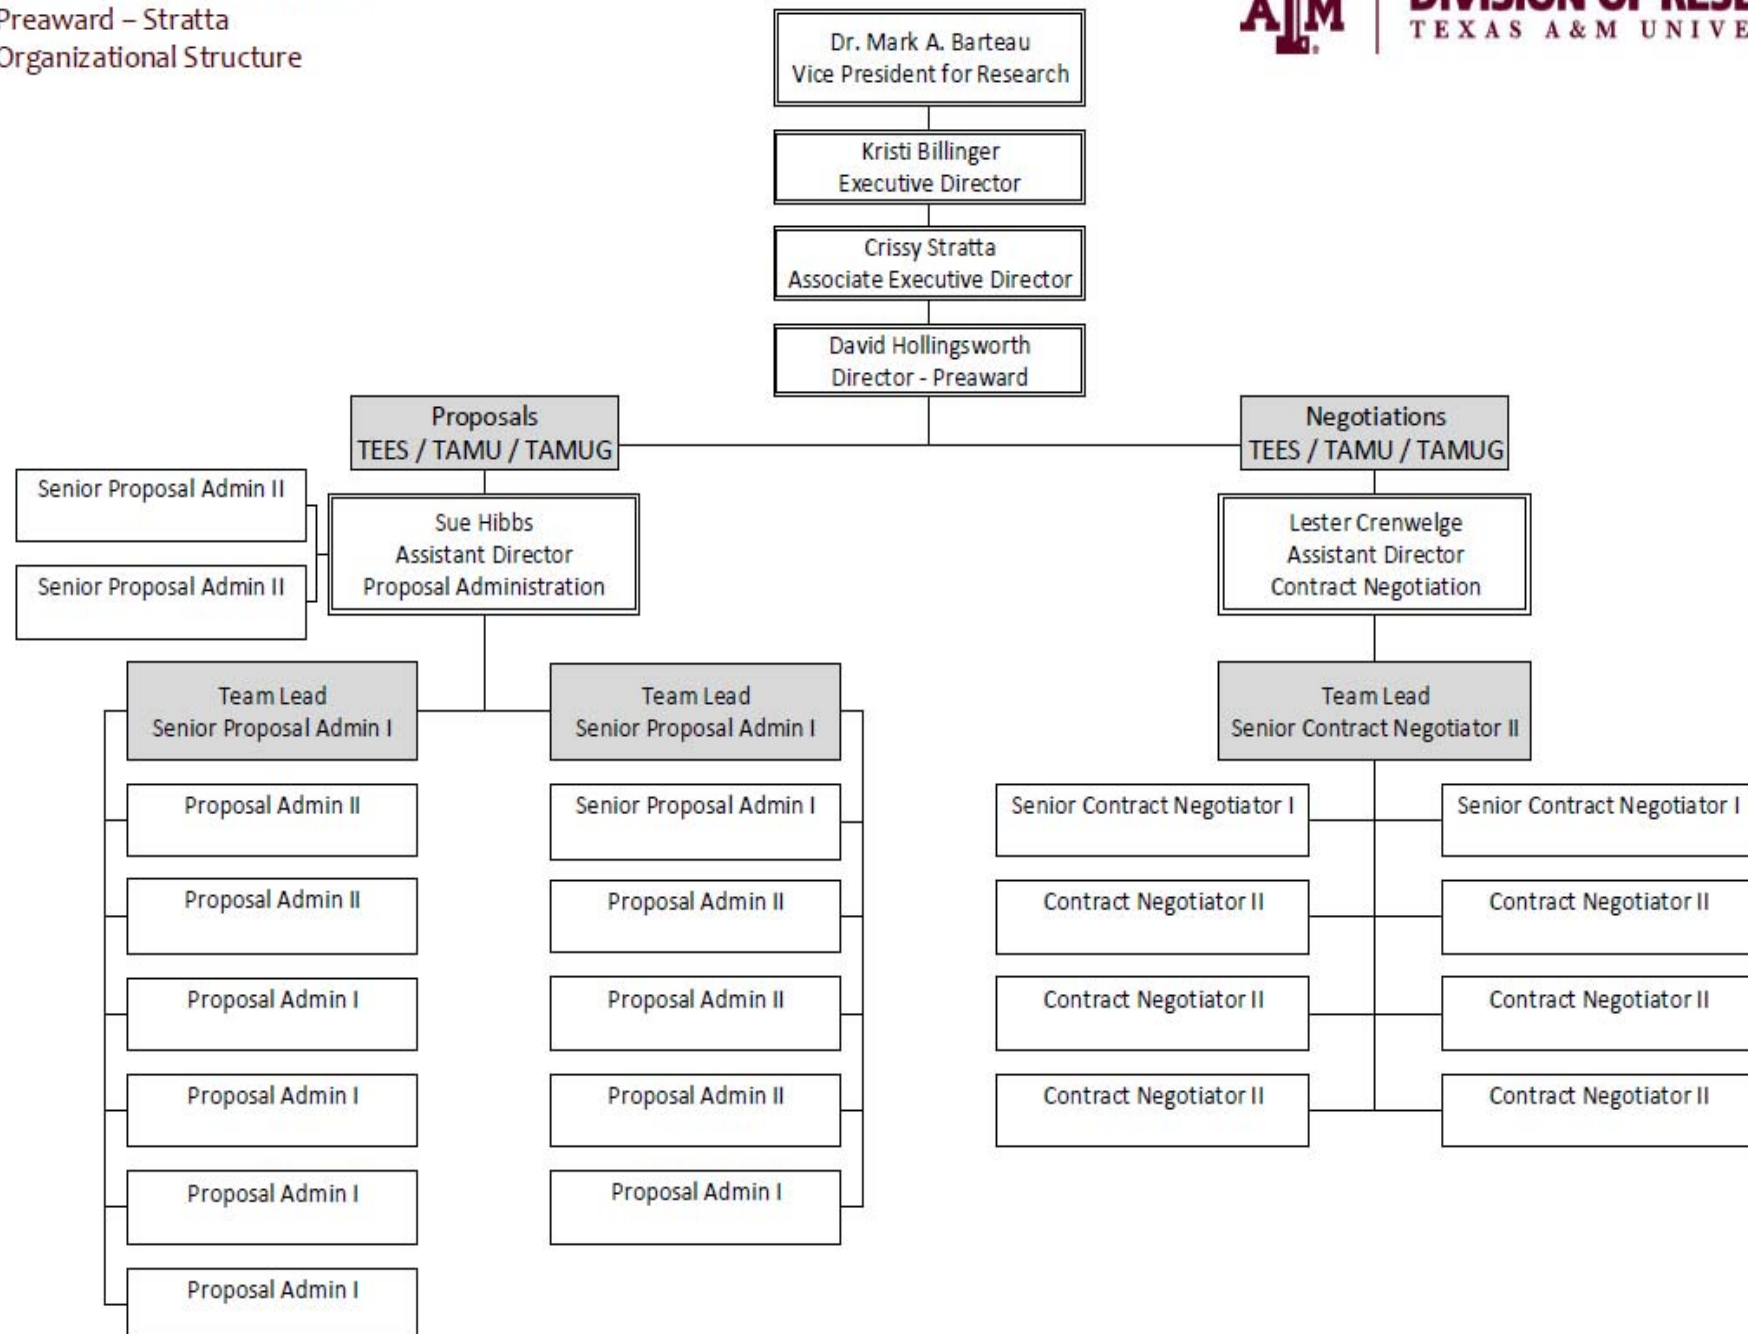 Preaward – Stratta
Organizational Structure
TEXAS A&M
DIVISION OF
Dr. Mark A. Barteau
Vice President for Research
Kristi Billinger
Executive Director
Crissy Stratta
Associate Executive Director
David Hollingsworth
Director - Preaward
Proposals
TEES / TAMU / TAMUG
Negotiations
TEES / TAMU / TAMUG
Senior Proposal Admin II
Senior Proposal Admin II
Sue Hibbs
Assistant Director
Proposal Administration
Lester Crenwelge
Assistant Director
Contract Negotiation
Team Lead
Senior Proposal Admin I
Proposal Admin II
Proposal Admin II
Proposal Admin I
Proposal Admin I
Proposal Admin I
Proposal Admin I
Team Lead
Senior Proposal Admin I
Senior Proposal Admin I
Proposal Admin II
Proposal Admin II
Proposal Admin II
Proposal Admin I
Team Lead
Senior Contract Negotiator II
Senior Contract Negotiator I
Senior Contract Negotiator I
Contract Negotiator II
Contract Negotiator II
Contract Negotiator II
Contract Negotiator II
Contract Negotiator II
Contract Negotiator II